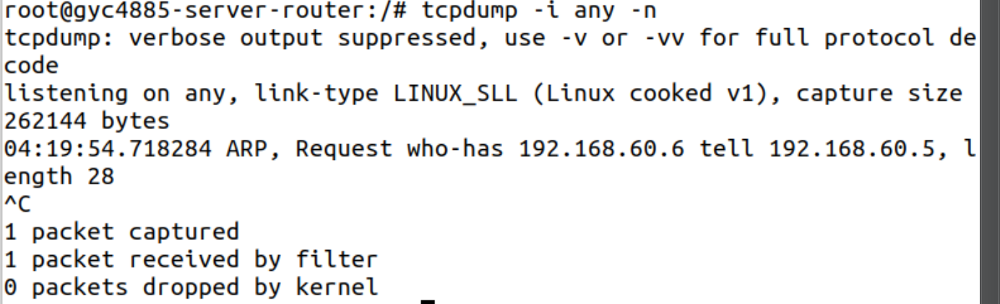 root@gyc4885-server-router:/# tcpdump -i any -n
tcpdump: verbose output suppressed, use -v or -vv for full protocol de
code
listening on any, link-type LINUX_SLL (Linux cooked v1), capture size
262144 bytes
04:19:54.718284 ARP, Request who-has 192.168.60.6 tell 192.168.60.5, l
ength 28
^C
1 packet captured
1 packet received by filter
0 packets dropped by kernel